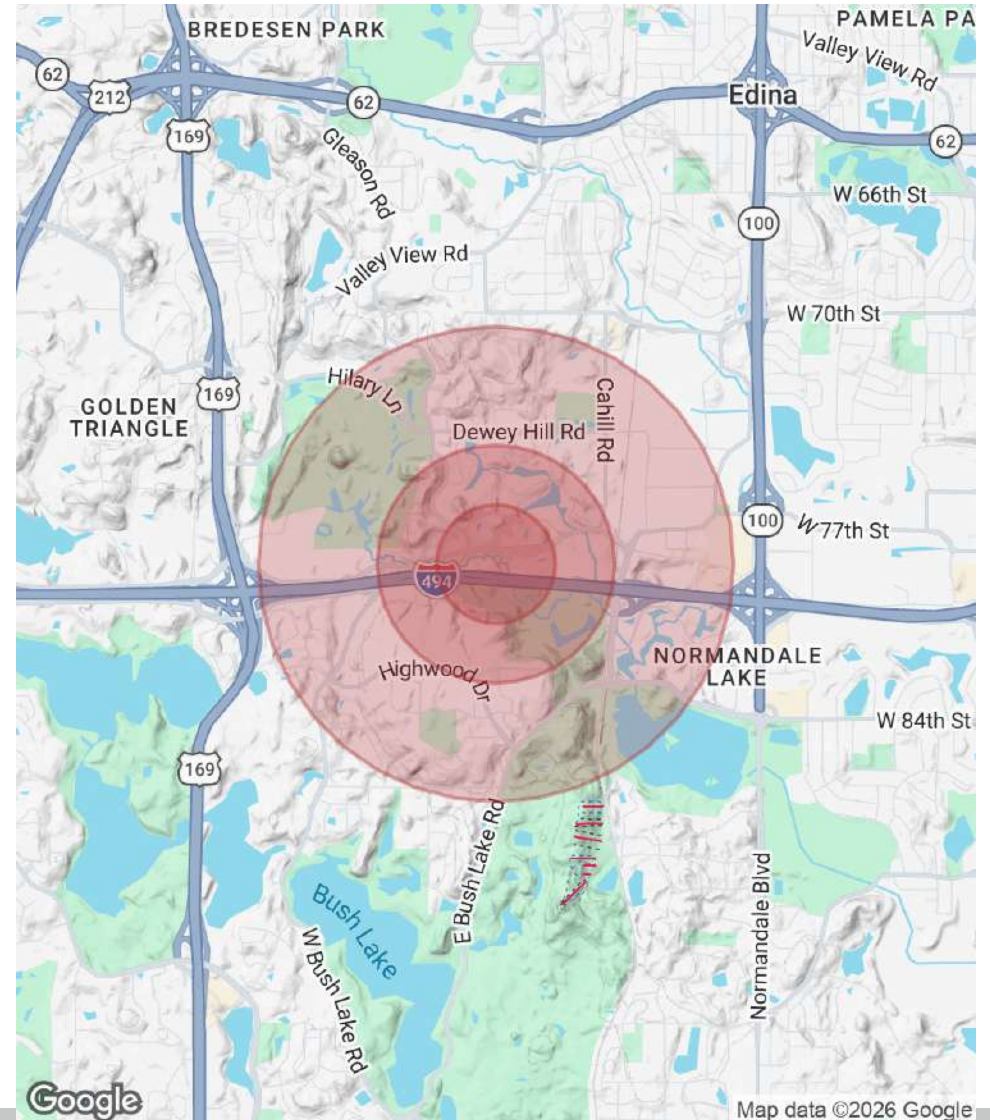 BREDESEN PARK
PAMELA PA
Valley View Rd
62
212
62
Edina
169
62
Gleason Rd
W 66th St
100
Valley View Rd
W 70th St
Hilary Ln
169
Cahill Rd
GOLDEN
TRIANGLE
Dewey Hill Rd
100
W 77th St
494
NORMANDALE
LAKE
Highwood Dr
W 84th St
169
E Bush Lake Rd
Bush Lake
Normandale Blvd
W Bush Lake Rd
Google
Map data ©2026 Google